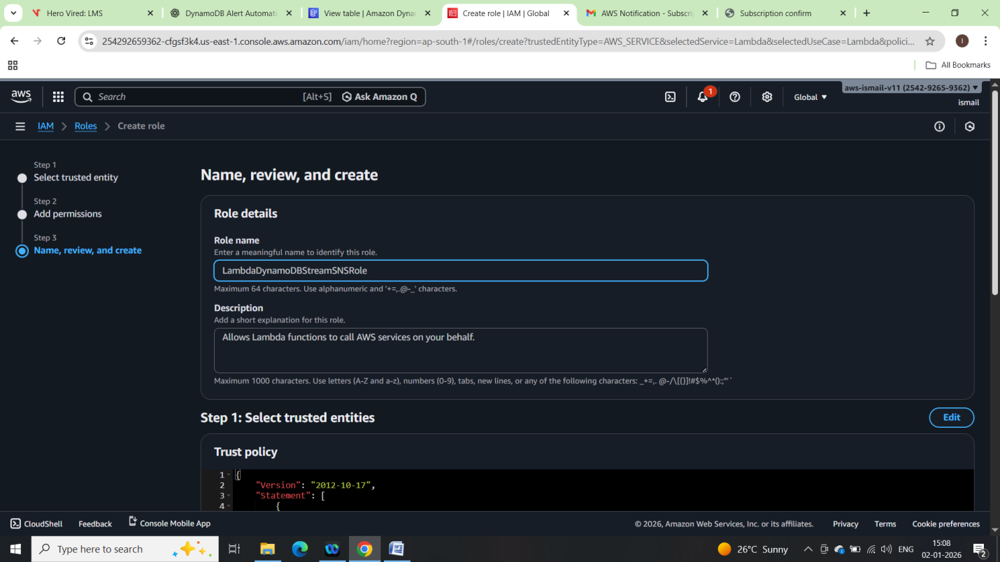 Hero Vired: LMS
DynamoDB Alert Automati
View table | Amazon Dyna
Create role | IAM | Global
AWS Notification - Subscri
Subscription confirm
254292659362-cfgsf3k4.us-east-1.console.aws.amazon.com/iam/home?region=ap-south-1#/roles/create?trustedEntityType=AWS_SERVICE&selectedService=Lambda&selectedUseCase=Lambda&polici...
I
All Bookmarks
aws
Search
[Alt+S]
Ask Amazon Q
1
Global
aws-ismail-v11 (2542-9265-9362)
ismail
IAM
Roles
Create role
Step 1
Select trusted entity
Step 2
Add permissions
Step 3
Name, review, and create
Name, review, and create
Role details
Role name
Enter a meaningful name to identify this role.
LambdaDynamoDBStreamSNSRole
Maximum 64 characters. Use alphanumeric and '+=,.@-_' characters.
Description
Add a short explanation for this role.
Allows Lambda functions to call AWS services on your behalf.
Maximum 1000 characters. Use letters (A-Z and a-z), numbers (0-9), tabs, new lines, or any of the following characters: _+=,. @-/\[{}]!#$%^*();:"'`
Step 1: Select trusted entities
Edit
Trust policy
1 {
2 "Version": "2012-10-17",
3 "Statement": [
4 {
CloudShell
Feedback
Console Mobile App
© 2026, Amazon Web Services, Inc. or its affiliates.
Privacy
Terms
Cookie preferences
Type here to search
26°C Sunny
ENG
15:08
02-01-2026
2